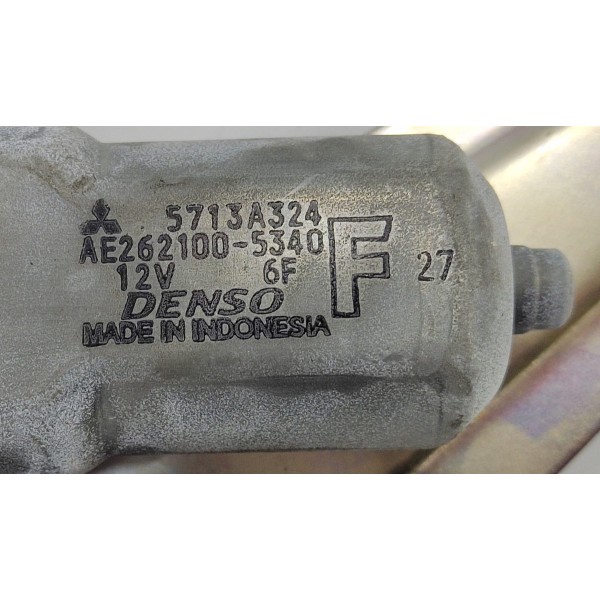 5713A324
AE262100-5340
12V 6F
F 27
DENSO
MADE IN INDONESIA